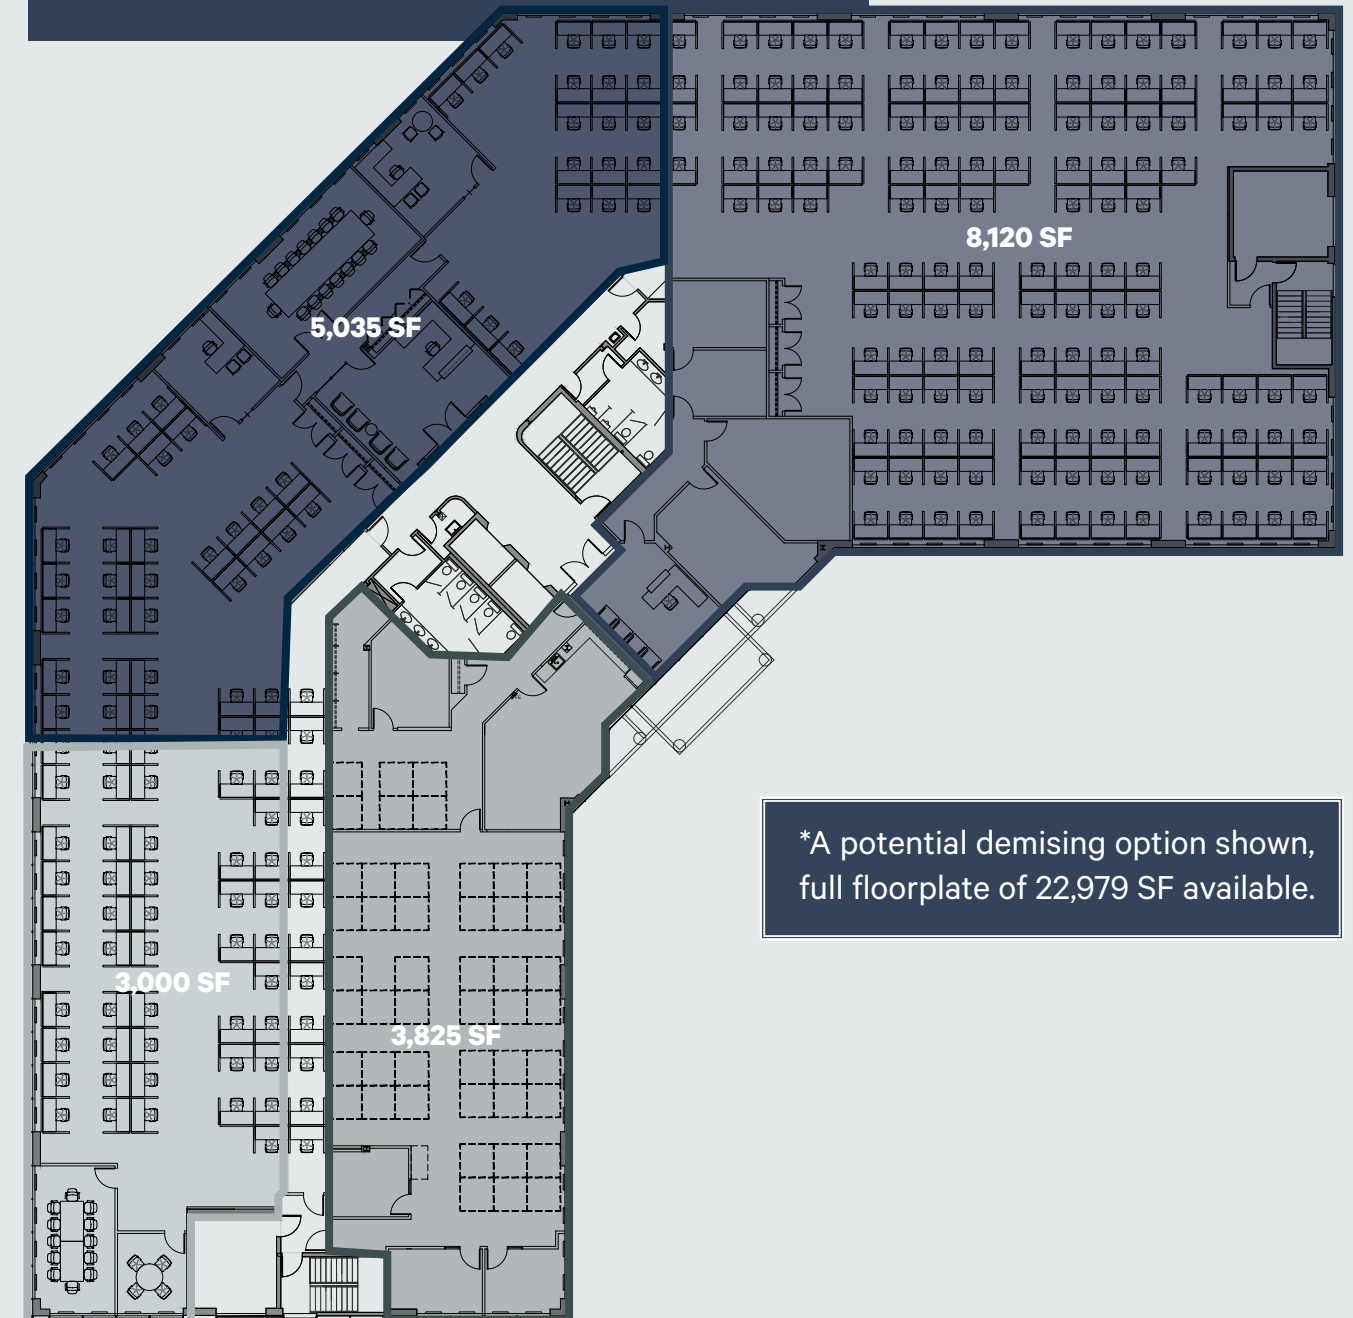 8,120 SF
5,035 SF
*A potential demising option shown,
full floorplate of 22,979 SF available.
3,000 SF
3,825 SF